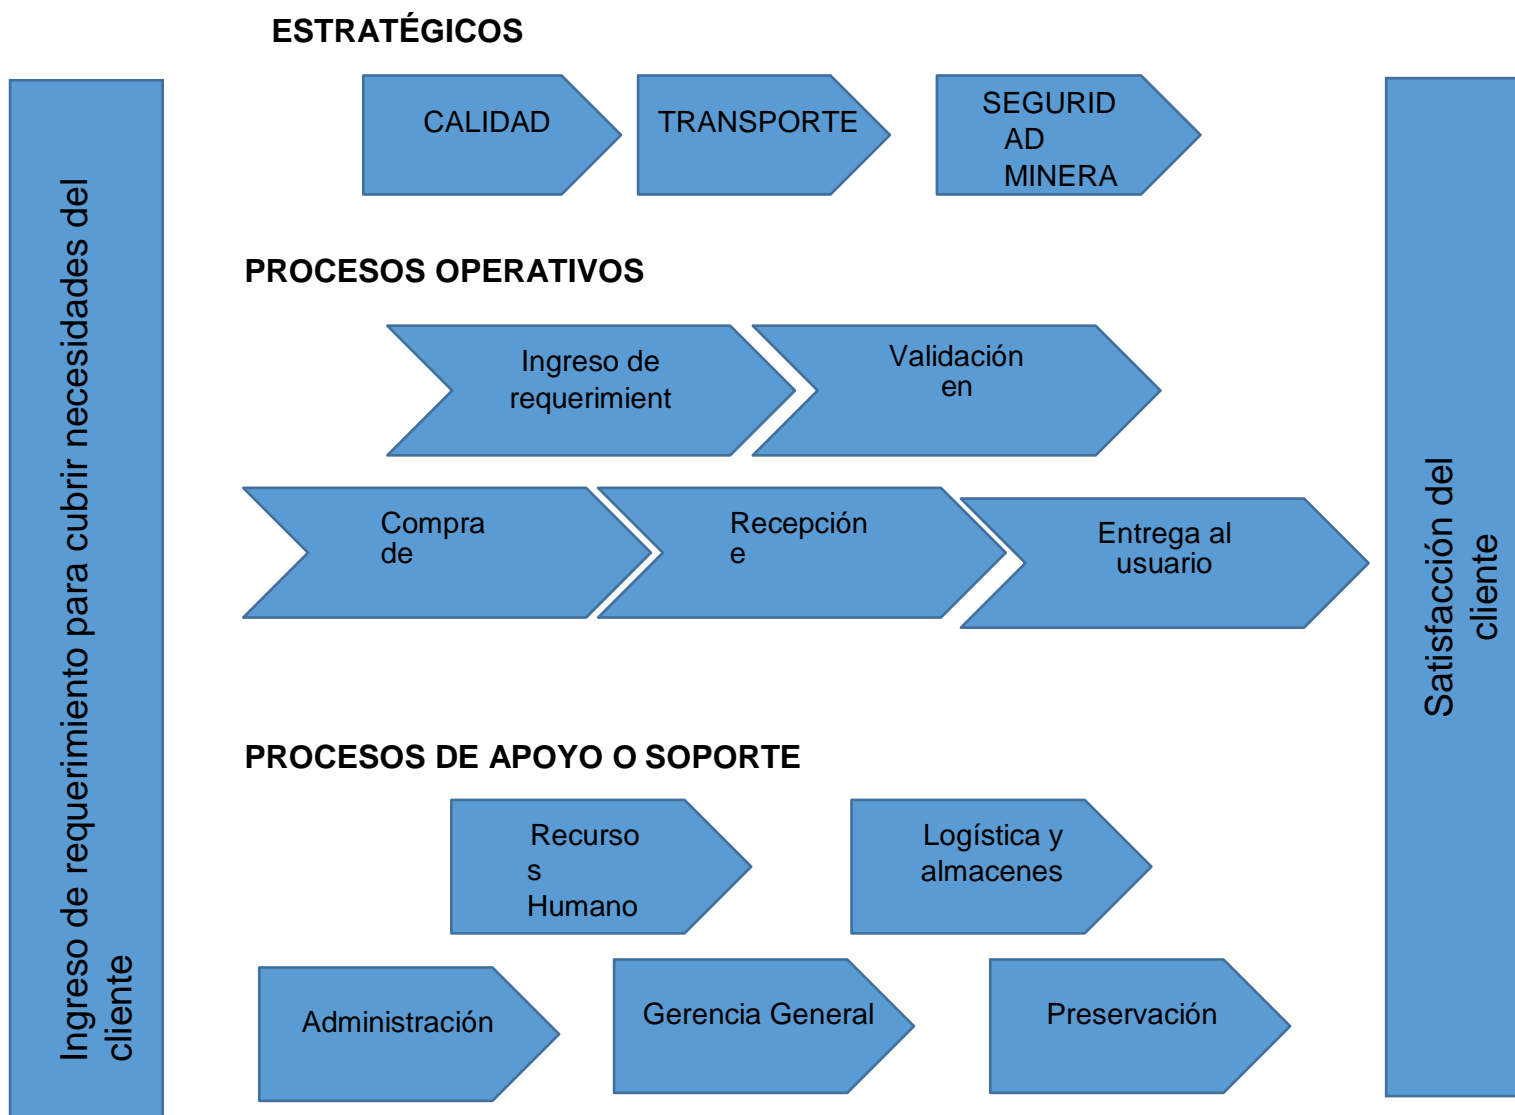 ESTRATÉGICOS
CALIDAD
TRANSPORTE
SEGURID
AD
MINERA
Ingreso de requerimiento para cubrir necesidades del
cliente
PROCESOS OPERATIVOS
Ingreso de
requerimient
Validación
en
Compra
de
Recepción
e
Entrega al
usuario
Satisfacción del
cliente
PROCESOS DE APOYO O SOPORTE
Recurso
s
Humano
Logística y
almacenes
Administración
Gerencia General
Preservación